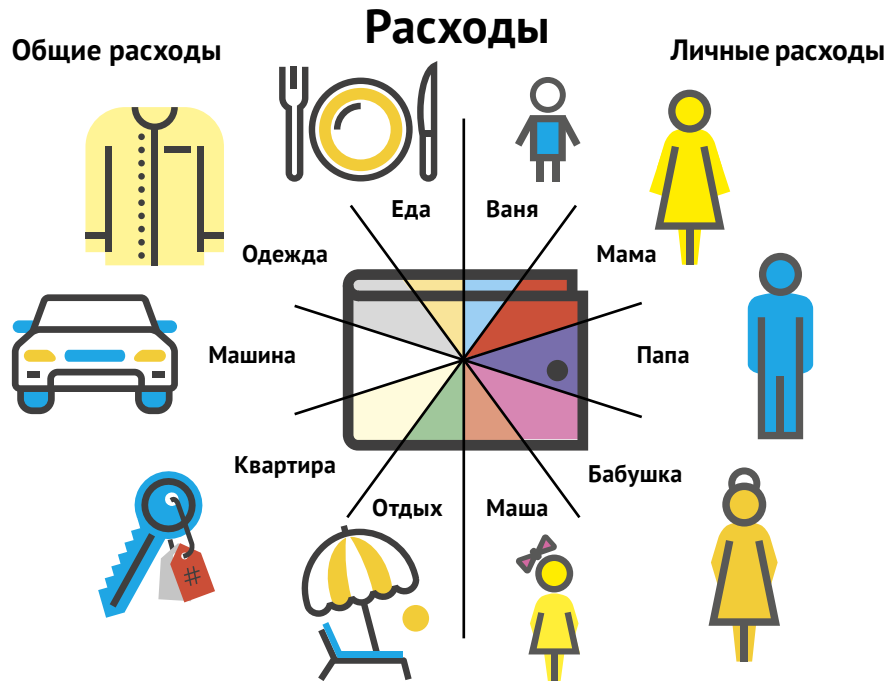 Расходы
Общие расходы
Личные расходы
Еда
Ваня
Одежда
Мама
Машина
Папа
Квартира
Бабушка
Отдых
Маша
#